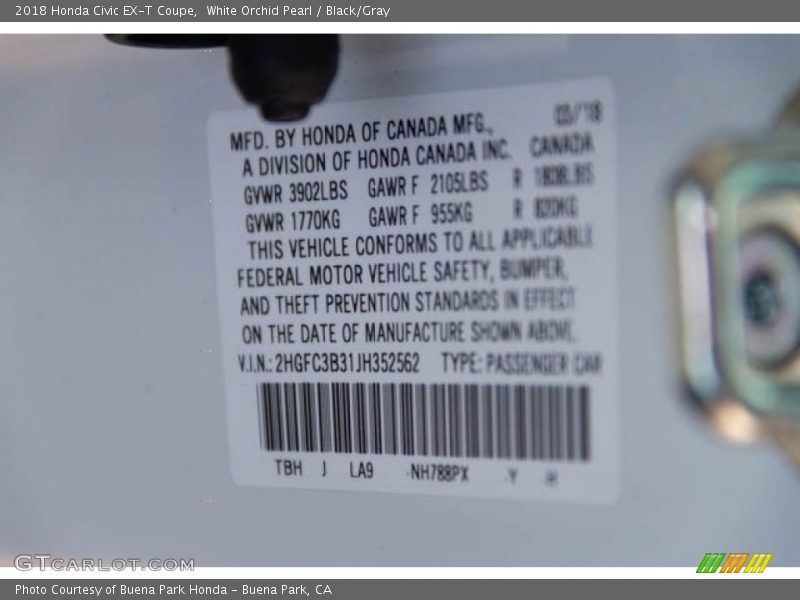 2018 Honda Civic EX-T Coupe,  White Orchid Pearl / Black/Gray
03/'18
MFD. BY HONDA OF CANADA MFG.,
A DIVISION OF HONDA CANADA INC. CANADA
GVWR 3902LBS GAWR F 2105LBS R 1808LBS
GVWR 1770KG GAWR F 955KG R 820KG
THIS VEHICLE CONFORMS TO ALL APPLICABLE
FEDERAL MOTOR VEHICLE SAFETY, BUMPER,
AND THEFT PREVENTION STANDARDS IN EFFECT
ON THE DATE OF MANUFACTURE SHOWN ABOVE.
V.I.N.: 2HGFC3B31JH352562 TYPE: PASSENGER CAR
TBH J LA9 -NH788PX -Y
GTCARLOT.COM
Photo Courtesy of Buena Park Honda - Buena Park, CA